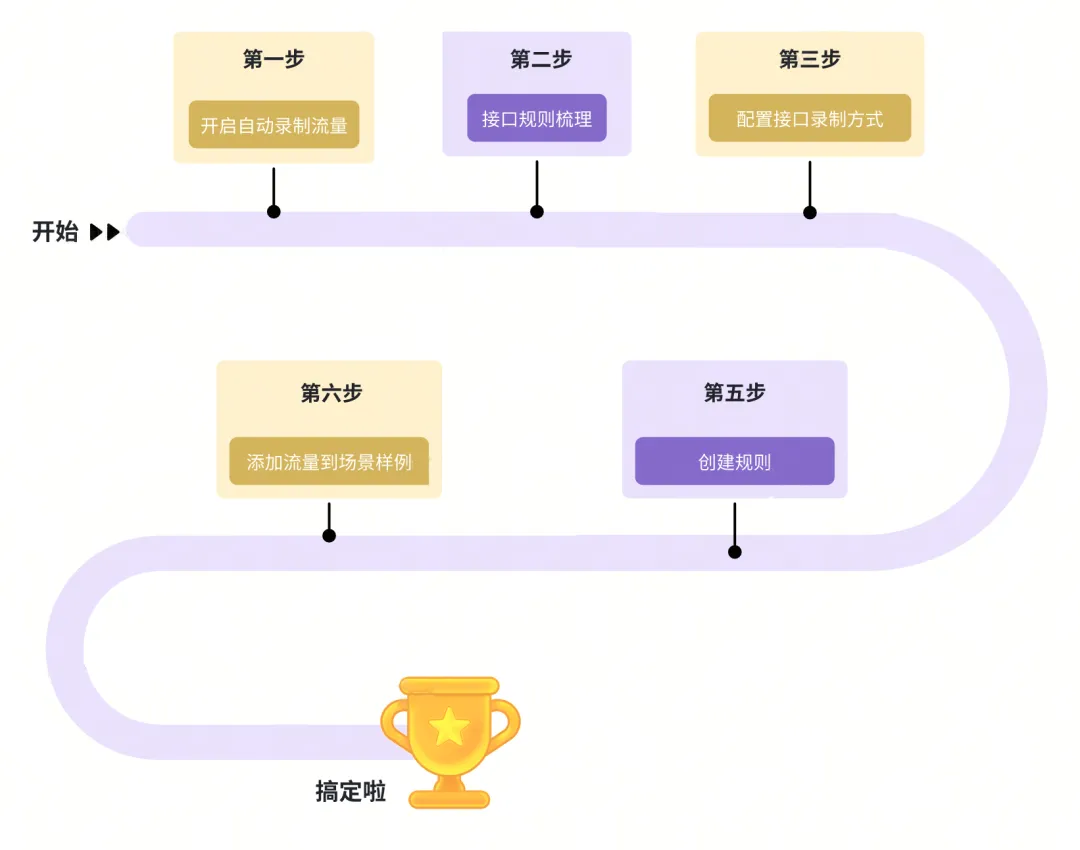 第一步
开启自动录制流量
第二步
接口规则梳理
第三步
配置接口录制方式
开始
第五步
创建规则
第六步
添加流量到场景样例
搞定啦